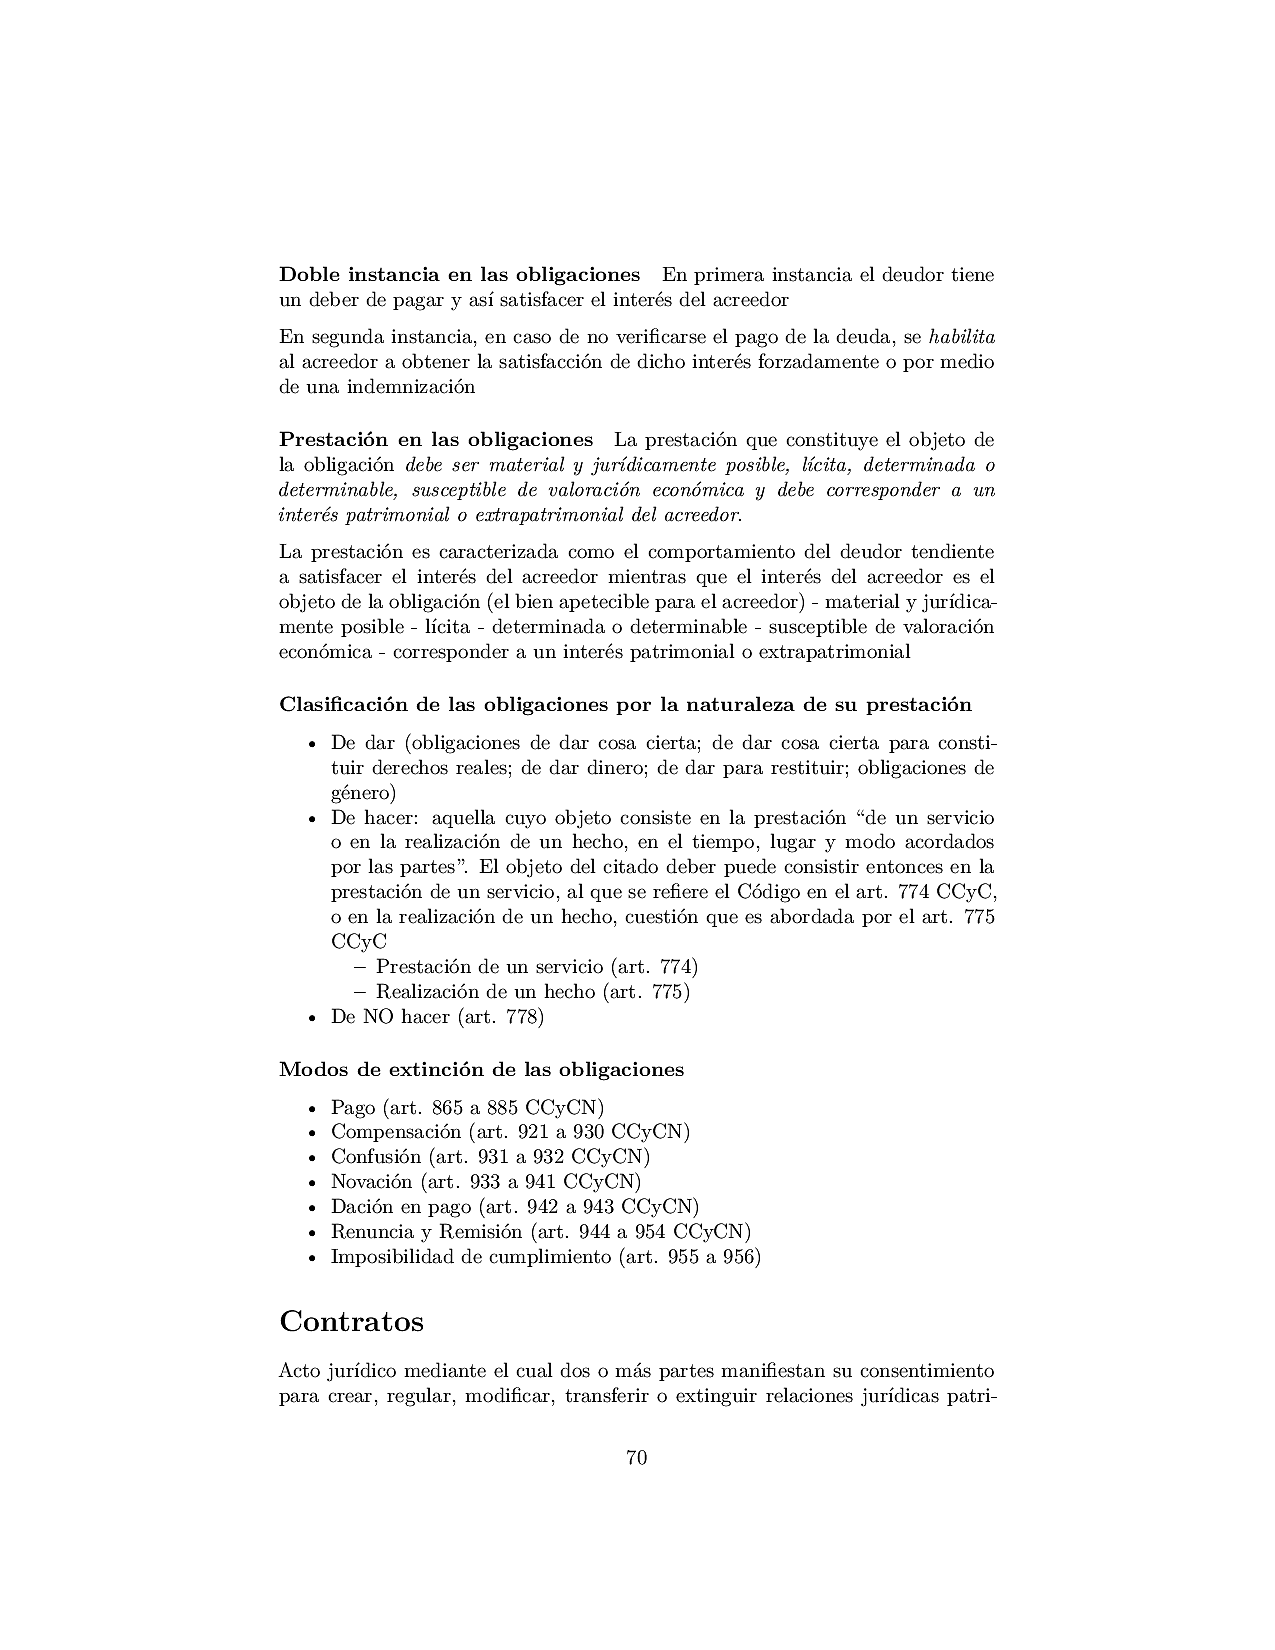 Doble instancia en las obligaciones En primera instancia el deudor tiene
un deber de pagar y así satisfacer el interés del acreedor
En segunda instancia, en caso de no verificarse el pago de la deuda, se habilita
al acreedor a obtener la satisfacción de dicho interés forzadamente o por medio
de una indemnización
Prestación en las obligaciones La prestación que constituye el objeto de
la obligación debe ser material y jurídicamente posible, lícita, determinada o
determinable, susceptible de valoración económica y debe corresponder a un
interés patrimonial o extrapatrimonial del acreedor.
La prestación es caracterizada como el comportamiento del deudor tendiente
a satisfacer el interés del acreedor mientras que el interés del acreedor es el
objeto de la obligación (el bien apetecible para el acreedor) - material y jurídica-
mente posible - lícita - determinada o determinable - susceptible de valoración
económica - corresponder a un interés patrimonial o extrapatrimonial
Clasificación de las obligaciones por la naturaleza de su prestación
• De dar (obligaciones de dar cosa cierta; de dar cosa cierta para consti-
tuir derechos reales; de dar dinero; de dar para restituir; obligaciones de
género)
• De hacer: aquella cuyo objeto consiste en la prestación “de un servicio
o en la realización de un hecho, en el tiempo, lugar y modo acordados
por las partes”. El objeto del citado deber puede consistir entonces en la
prestación de un servicio, al que se refiere el Código en el art. 774 CCyC,
o en la realización de un hecho, cuestión que es abordada por el art. 775
CCyC
– Prestación de un servicio (art. 774)
– Realización de un hecho (art. 775)
• De NO hacer (art. 778)
Modos de extinción de las obligaciones
• Pago (art. 865 a 885 CCyCN)
• Compensación (art. 921 a 930 CCyCN)
• Confusión (art. 931 a 932 CCyCN)
• Novación (art. 933 a 941 CCyCN)
• Dación en pago (art. 942 a 943 CCyCN)
• Renuncia y Remisión (art. 944 a 954 CCyCN)
• Imposibilidad de cumplimiento (art. 955 a 956)
Contratos
Acto jurídico mediante el cual dos o más partes manifiestan su consentimiento
para crear, regular, modificar, transferir o extinguir relaciones jurídicas patri-
70